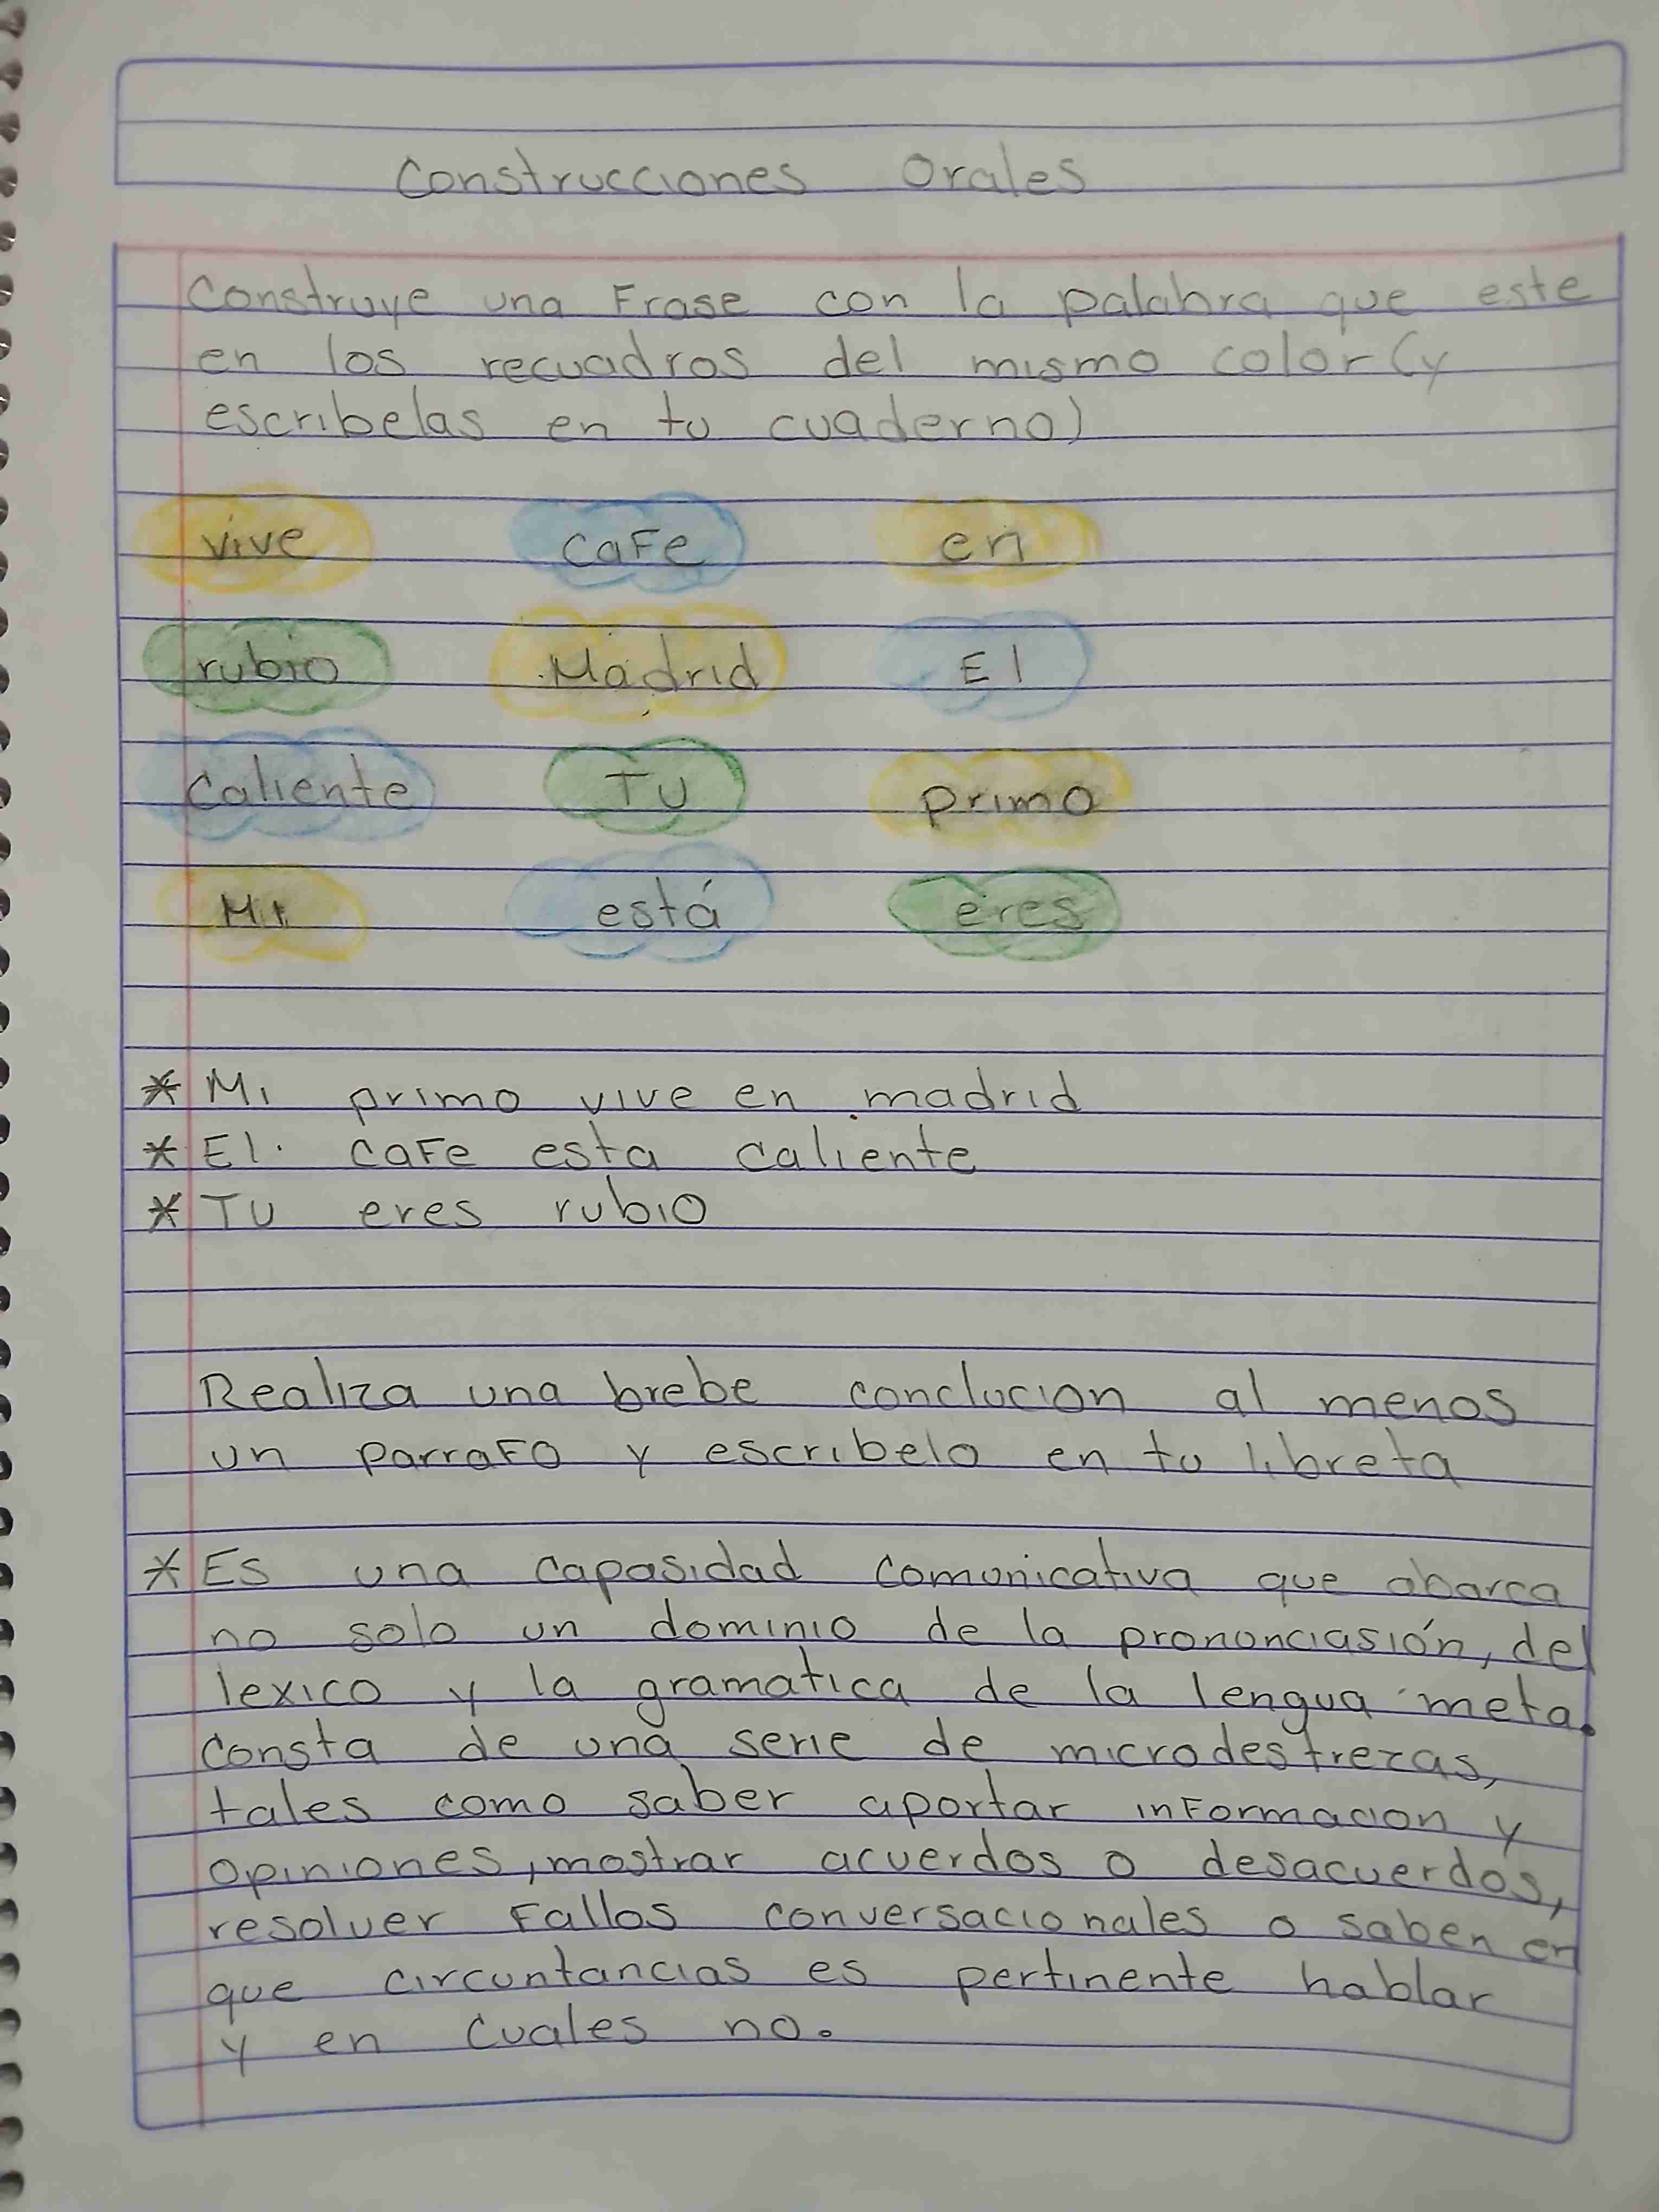 Construcciones Orales
Construye una Frase con la palabra que este
en los recuadros del mismo color (y
escribelas en tu cuaderno)
vive caFe en
rubio Madrid El
Caliente Tu primo
Mi está eres
* Mi primo vive en madrid
* El caFe esta caliente
* Tu eres rubio
Realiza una brebe conclucion al menos
un parraFo y escribelo en tu libreta
* Es una capasidad comunicativa que abarca
no solo un dominio de la pronunciasión, del
lexico y la gramatica de la lengua meta.
consta de una serie de microdestrezas,
tales como saber aportar inFormacion y
opiniones, mostrar acuerdos o desacuerdos,
resolver Fallos conversacionales o saben en
que circuntancias es pertinente hablar
y en cuales no.